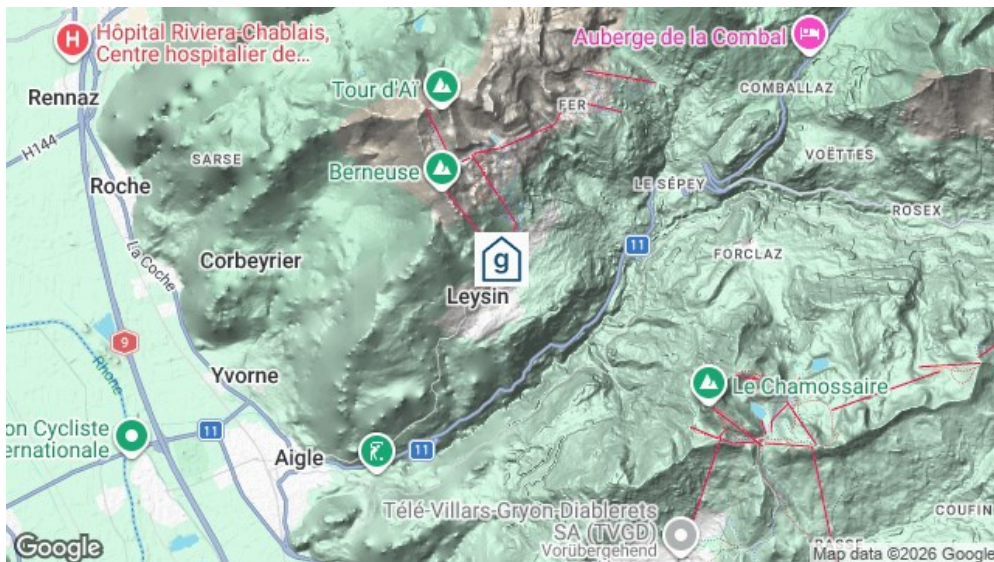 H
Hôpital Riviera-Chablais,
Centre hospitalier de...
Auberge de la Combal
Rennaz
Tour d'Aï
COMBALLAZ
FER
H144
SARSE
VOËTTES
Berneuse
Roche
LE SÉPEY
ROSEX
La Coche
11
FORCLAZ
Corbeyrier
g
Leysin
9
Rhone
Yvorne
Le Chamossaire
on Cycliste
ernationale
11
11
Aigle
Télé-Villars-Gryon-Diablerets
SA (TVGD)
Vorübergehend
COUFIN
BASSE
Google
Map data ©2026 Google